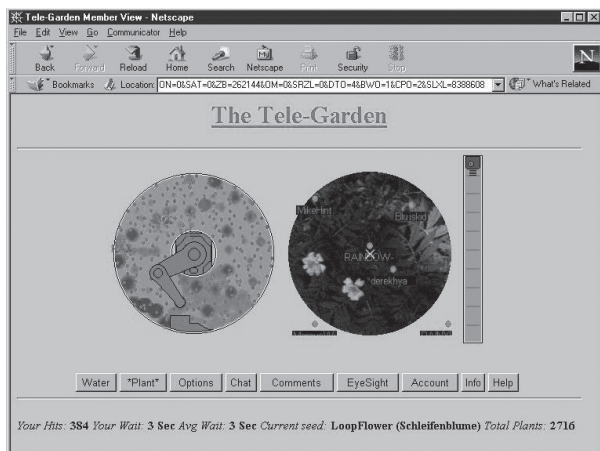 Tele-Garden Member View - Netscape
File Edit View Go Communicator Help
Back Forward Reload Home Search Netscape Print Security Stop
N
Bookmarks Location: ON=0&SAT=0&ZB=262144&OM=0&SRZL=0&DTO=4&BWO=1&CPO=2&SLXL=8388608 What's Related
The Tele-Garden
MikeHint
Bluskid
RAINBOW-
derekhya
Water *Plant* Options Chat Comments EyeSight Account Info Help
Your Hits: 384 Your Wait: 3 Sec Avg Wait: 3 Sec Current seed: LoopFlower (Schleifenblume) Total Plants: 2716